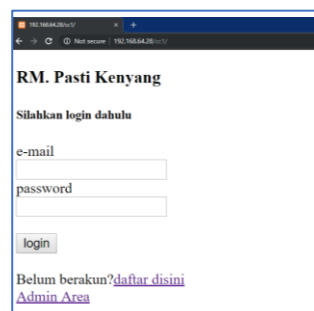 192.168.64.28/sc1/
Not secure | 192.168.64.28/sc1/
RM. Pasti Kenyang
Silahkan login dahulu
e-mail
password
login
Belum berakun?daftar disini
Admin Area